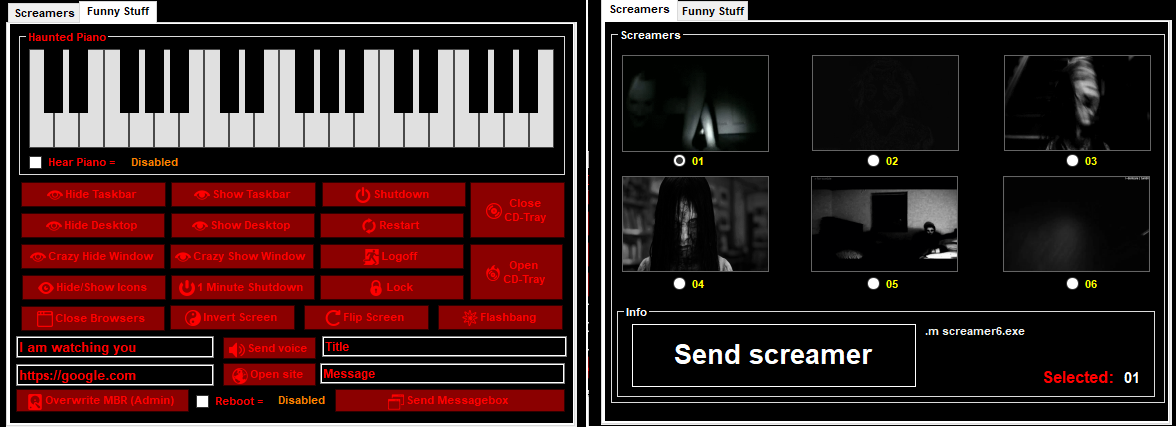 Screamers Funny Stuff
Haunted Piano
Hear Piano = Disabled
Hide Taskbar Show Taskbar Shutdown Close CD-Tray
Hide Desktop Show Desktop Restart
Crazy Hide Window Crazy Show Window Logoff Open CD-Tray
Hide/Show Icons 1 Minute Shutdown Lock
Close Browsers Invert Screen Flip Screen Flashbang
I am watching you Send voice Title
https://google.com Open site Message
Overwrite MBR (Admin) Reboot = Disabled Send Messagebox
Screamers Funny Stuff
Screamers
01 02 03
04 05 06
Info
Send screamer .m screamer6.exe
Selected: 01